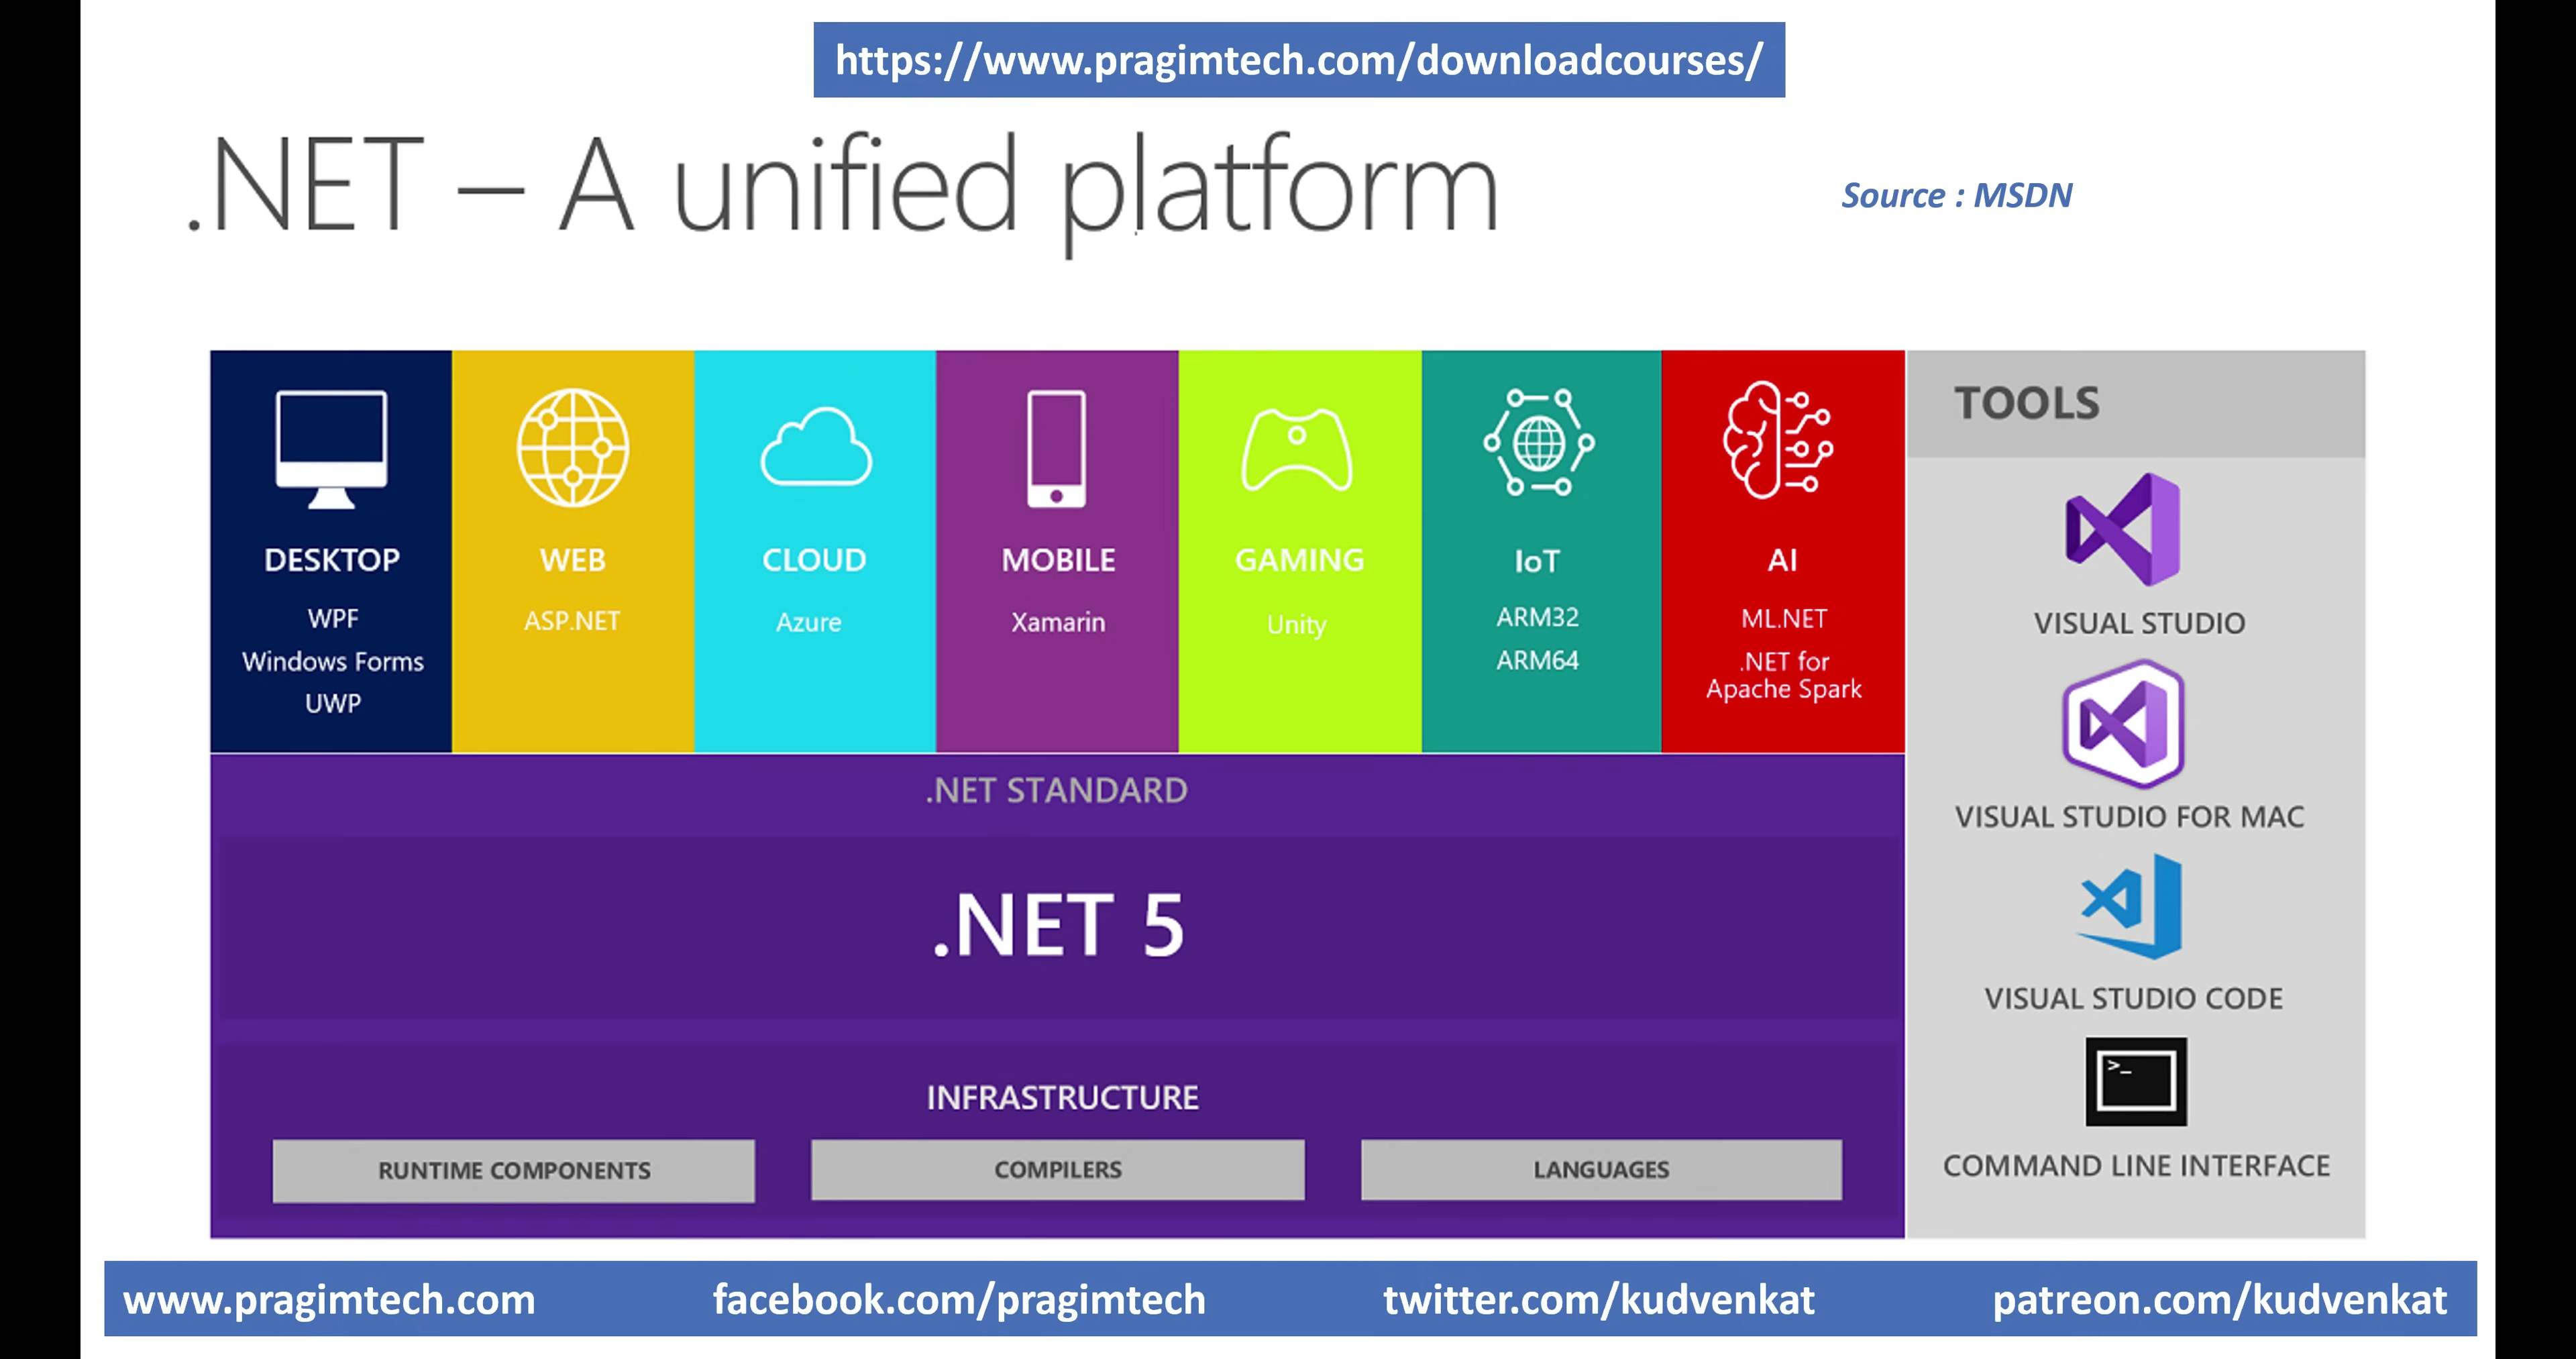 https://www.pragimtech.com/downloadcourses/
.NET – A unified platform
Source : MSDN
DESKTOP
WPF
Windows Forms
UWP
WEB
ASP.NET
CLOUD
Azure
MOBILE
Xamarin
GAMING
Unity
IoT
ARM32
ARM64
AI
ML.NET
.NET for
Apache Spark
TOOLS
VISUAL STUDIO
VISUAL STUDIO FOR MAC
VISUAL STUDIO CODE
>_
COMMAND LINE INTERFACE
.NET STANDARD
.NET 5
INFRASTRUCTURE
RUNTIME COMPONENTS
COMPILERS
LANGUAGES
www.pragimtech.com
facebook.com/pragimtech
twitter.com/kudvenkat
patreon.com/kudvenkat